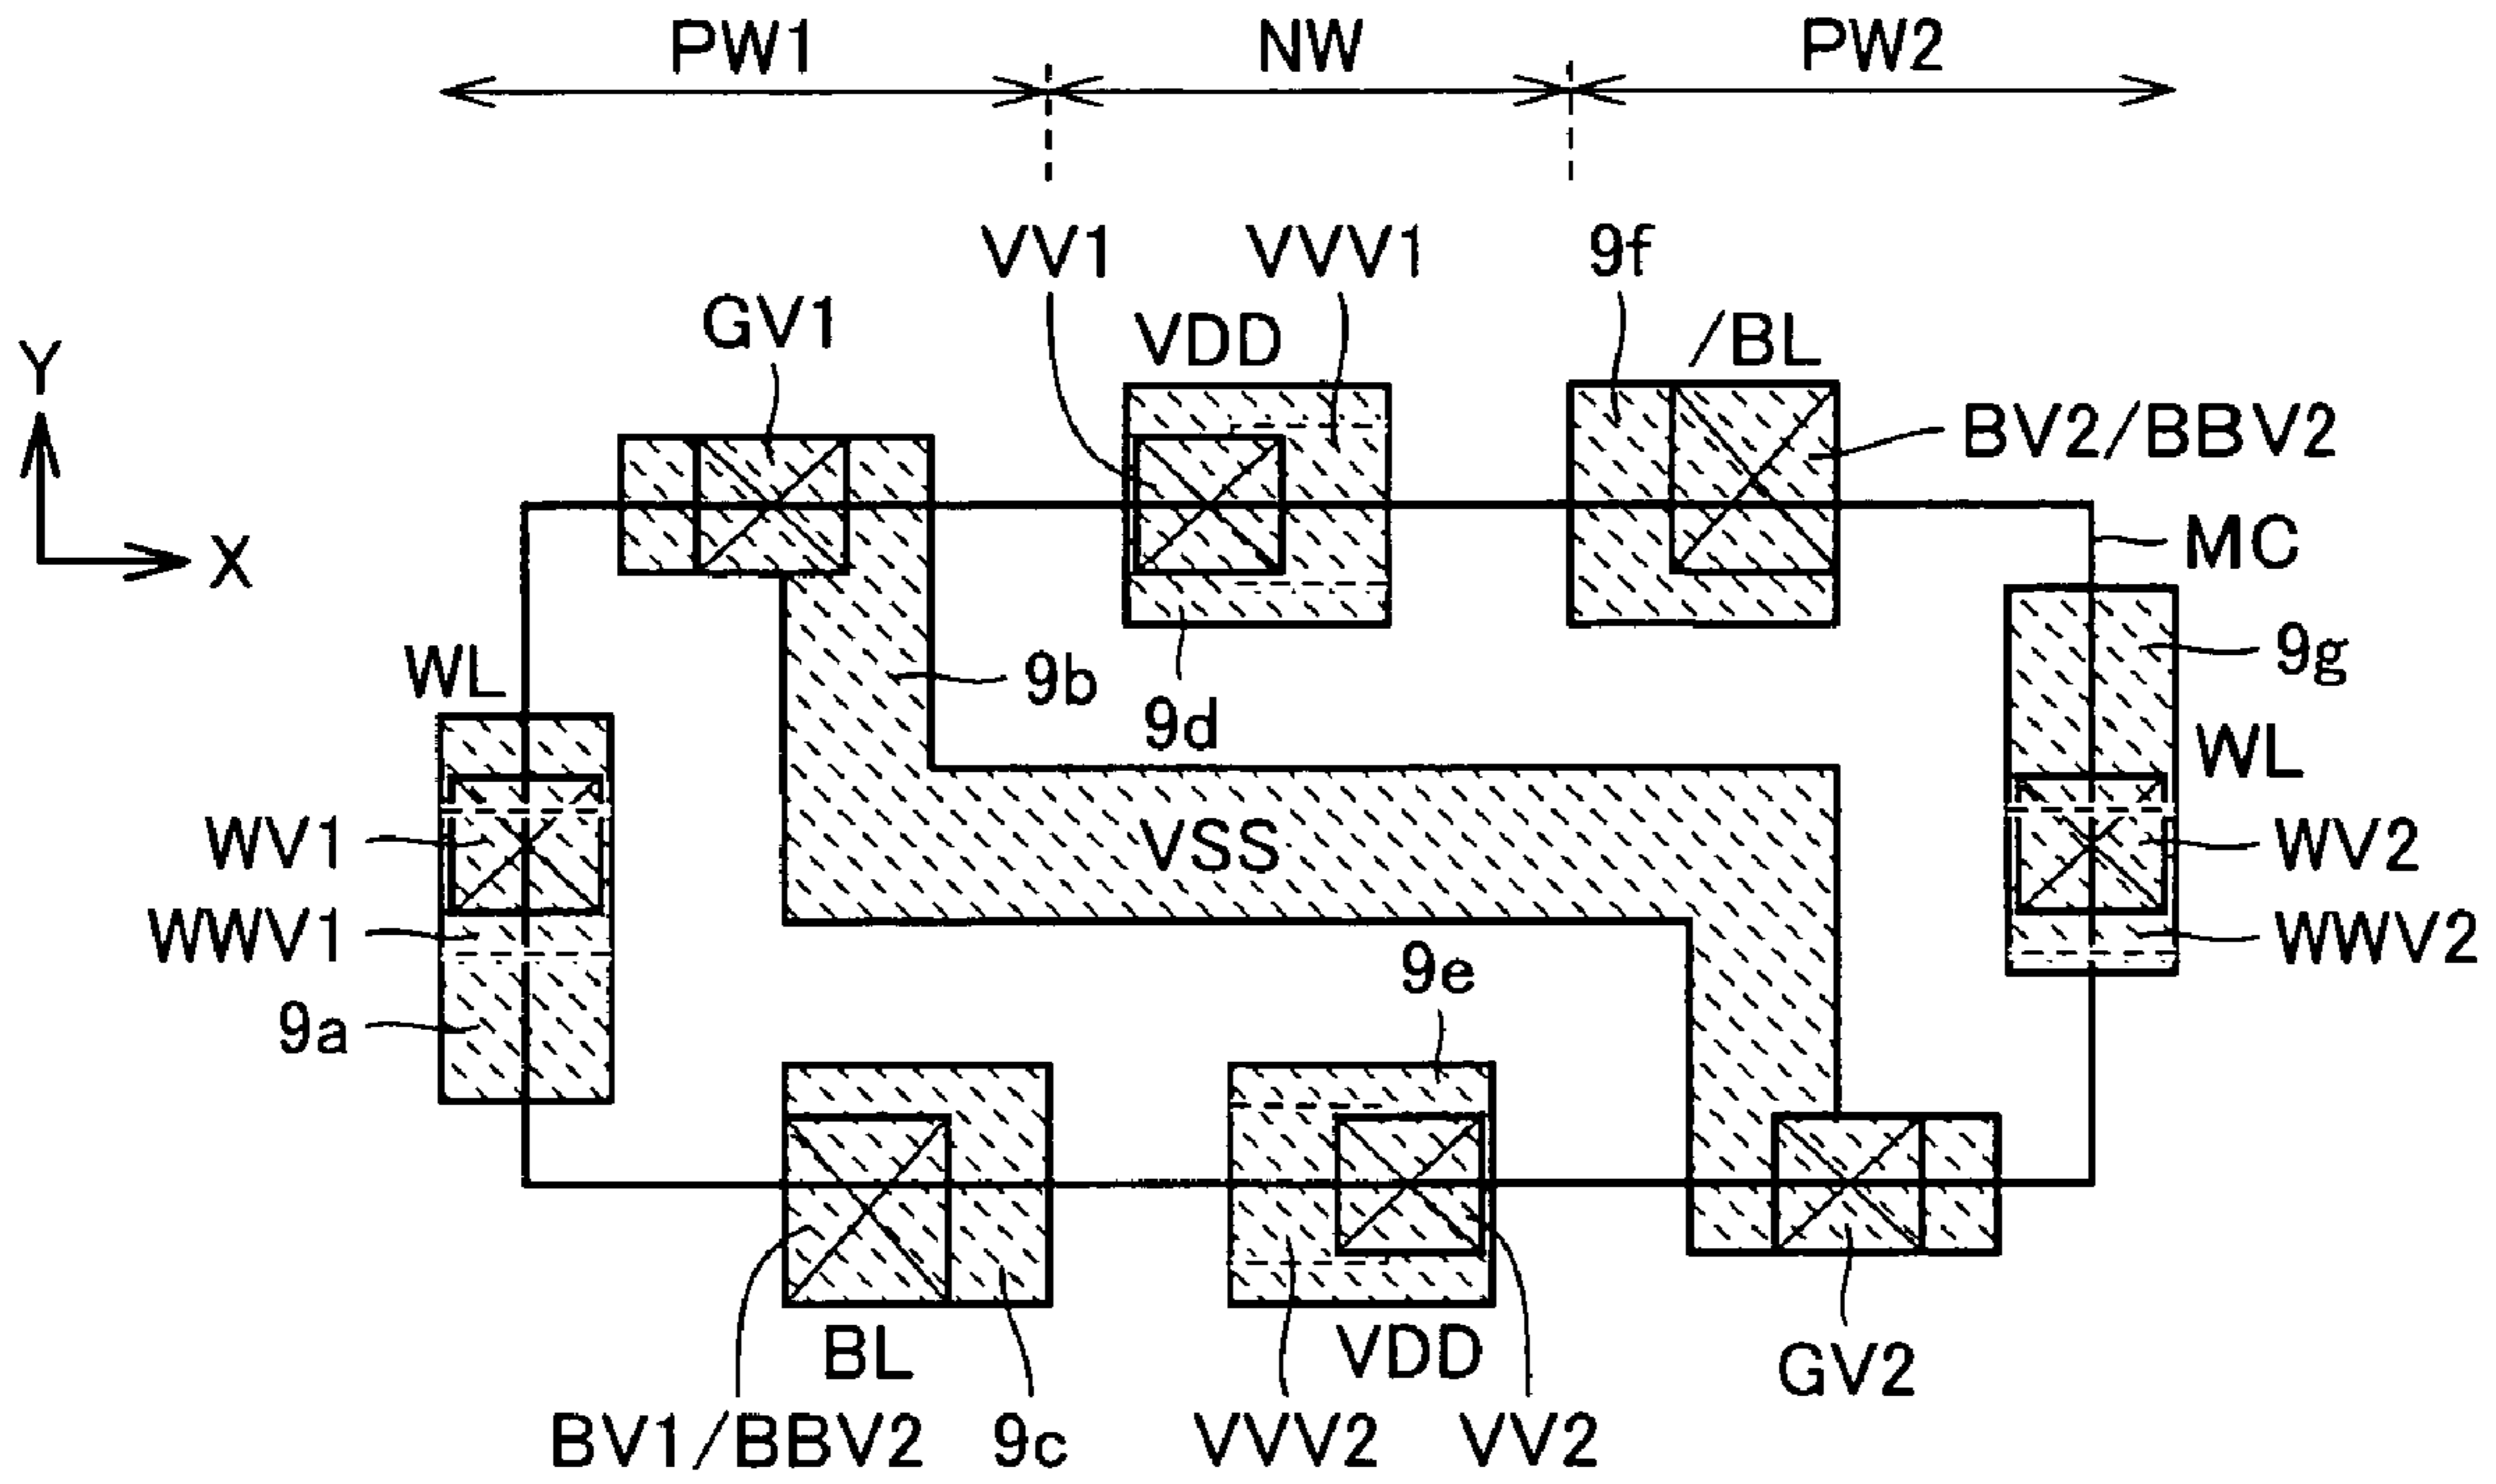 PW1 NW PW2
VV1 VVV1 9f
GV1 VDD /BL
Y
BV2/BBV2
X
MC
WL 9b 9d 9g
WL
WV1 VSS WV2
WWV1 9e WWV2
9a
BL VDD GV2
BV1/BBV2 9c VVV2 VV2